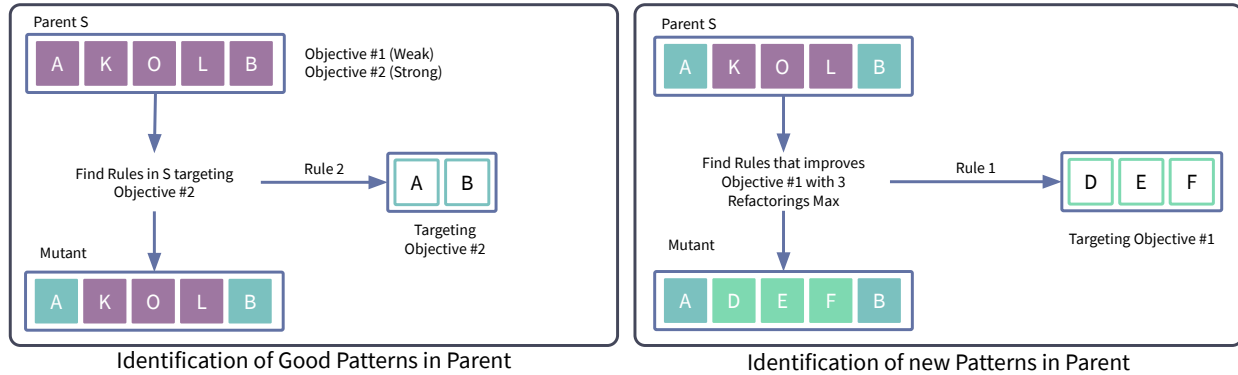 Parent S
A K O L B
Objective #1 (Weak)
Objective #2 (Strong)
Find Rules in S targeting
Objective #2
Rule 2
A B
Targeting
Objective #2
Mutant
A K O L B
Identification of Good Patterns in Parent
Parent S
A K O L B
Find Rules that improves
Objective #1 with 3
Refactorings Max
Rule 1
D E F
Targeting Objective #1
Mutant
A D E F B
Identification of new Patterns in Parent